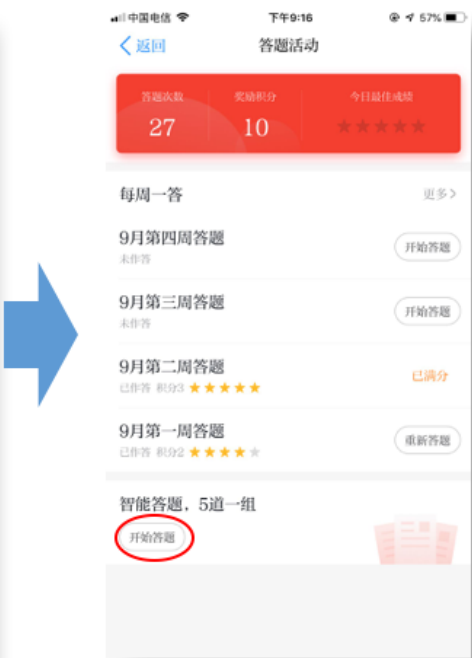 中国电信 下午9:16 57%
返回 答题活动
答题次数 奖励积分 今日最佳成绩
27 10
每周一答 更多>
9月第四周答题
未作答 开始答题
9月第三周答题
未作答 开始答题
9月第二周答题
已作答 积分3 已满分
9月第一周答题
已作答 积分2 重新答题
智能答题，5道一组
开始答题